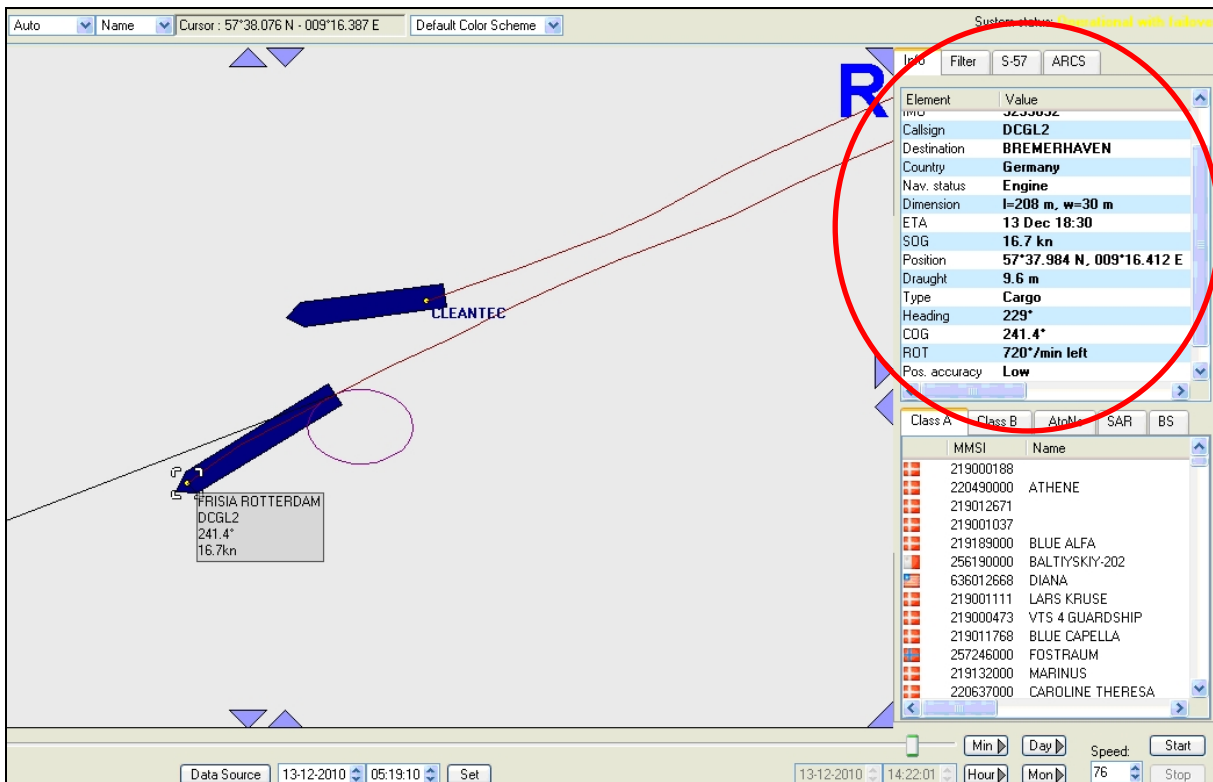 Auto Name Cursor : 57°38.076 N - 009°16.387 E Default Color Scheme System status:
R
CLEANTEC
FRISIA ROTTERDAM
DCGL2
241.4°
16.7kn
Info Filter S-57 ARCS
Element Value
IMO
Callsign DCGL2
Destination BREMERHAVEN
Country Germany
Nav. status Engine
Dimension l=208 m, w=30 m
ETA 13 Dec 18:30
SOG 16.7 kn
Position 57°37.984 N, 009°16.412 E
Draught 9.6 m
Type Cargo
Heading 229°
COG 241.4°
ROT 720°/min left
Pos. accuracy Low
Class A Class B AtoNs SAR BS
MMSI Name
219000188
220490000 ATHENE
219012671
219001037
219189000 BLUE ALFA
256190000 BALTIYSKIY-202
636012668 DIANA
219001111 LARS KRUSE
219000473 VTS 4 GUARDSHIP
219011768 BLUE CAPELLA
257246000 FOSTRAUM
219132000 MARINUS
220637000 CAROLINE THERESA
Min Day Speed: Start
Data Source 13-12-2010 05:19:10 Set 13-12-2010 14:22:01 Hour Mon 76 Stop